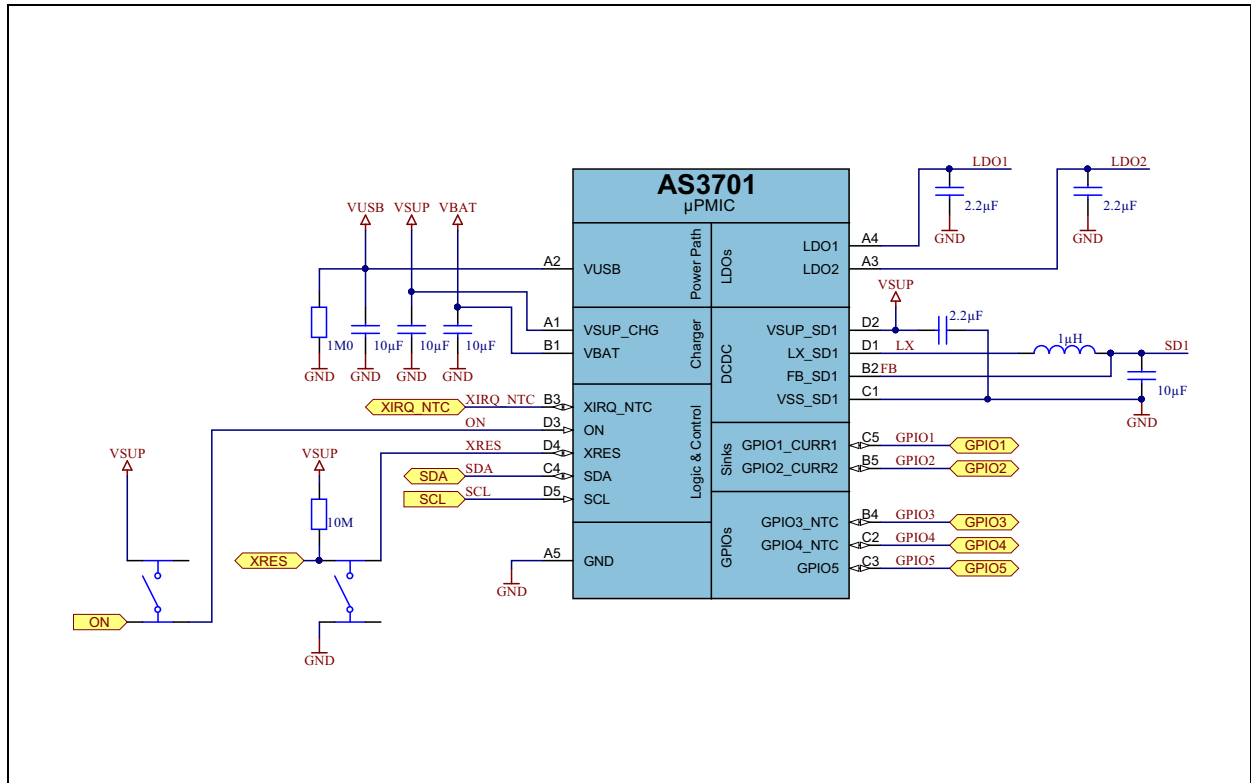 AS3701
µPMIC
LDO1
LDO2
2.2µF
2.2µF
GND
GND
VUSB
VSUP
VBAT
1M0
10µF
10µF
10µF
GND
GND
GND
GND
A2
VUSB
Power Path
LDOs
LDO1
A4
LDO2
A3
A1
VSUP_CHG
B1
VBAT
Charger
DCDC
VSUP_SD1
D2
LX_SD1
D1
LX
FB_SD1
B2
FB
VSS_SD1
C1
VSUP
2.2µF
1µH
SD1
10µF
GND
XIRQ_NTC
XIRQ_NTC
B3
XIRQ_NTC
ON
D3
ON
XRES
D4
XRES
SDA
SDA
C4
SDA
SCL
SCL
D5
SCL
Logic & Control
Sinks
GPIO1_CURR1
C5
GPIO1
GPIO1
GPIO2_CURR2
B5
GPIO2
GPIO2
GPIOs
GPIO3_NTC
B4
GPIO3
GPIO3
GPIO4_NTC
C2
GPIO4
GPIO4
GPIO5
C3
GPIO5
GPIO5
A5
GND
GND
VSUP
VSUP
10M
XRES
ON
GND